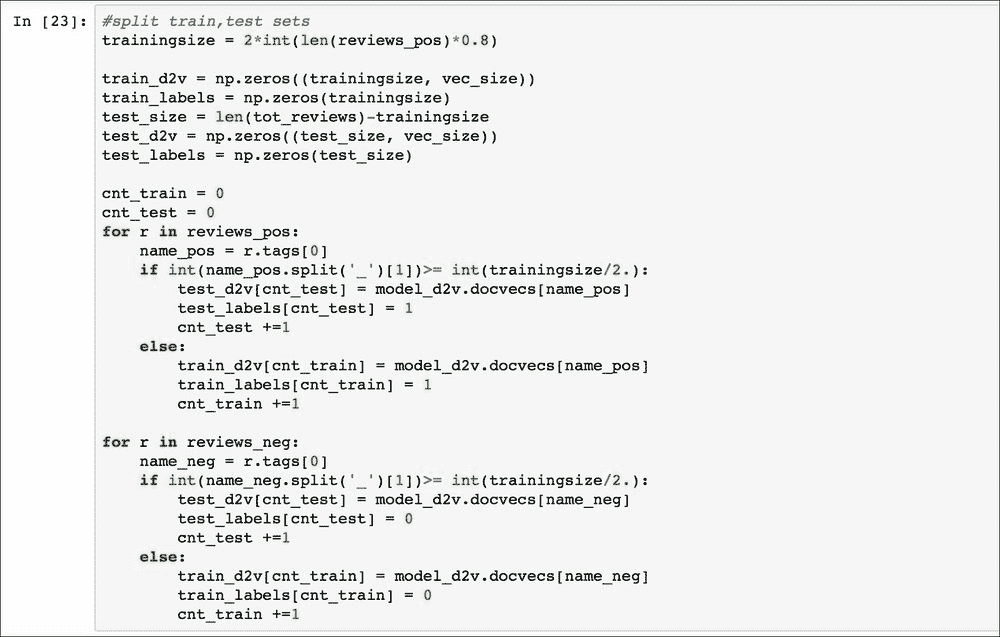 In [23]: #split train,test sets
trainingsize = 2*int(len(reviews_pos)*0.8)

train_d2v = np.zeros((trainingsize, vec_size))
train_labels = np.zeros(trainingsize)
test_size = len(tot_reviews)-trainingsize
test_d2v = np.zeros((test_size, vec_size))
test_labels = np.zeros(test_size)

cnt_train = 0
cnt_test = 0
for r in reviews_pos:
    name_pos = r.tags[0]
    if int(name_pos.split('_')[1])>= int(trainingsize/2.):
        test_d2v[cnt_test] = model_d2v.docvecs[name_pos]
        test_labels[cnt_test] = 1
        cnt_test +=1
    else:
        train_d2v[cnt_train] = model_d2v.docvecs[name_pos]
        train_labels[cnt_train] = 1
        cnt_train +=1

for r in reviews_neg:
    name_neg = r.tags[0]
    if int(name_neg.split('_')[1])>= int(trainingsize/2.):
        test_d2v[cnt_test] = model_d2v.docvecs[name_neg]
        test_labels[cnt_test] = 0
        cnt_test +=1
    else:
        train_d2v[cnt_train] = model_d2v.docvecs[name_neg]
        train_labels[cnt_train] = 0
        cnt_train +=1